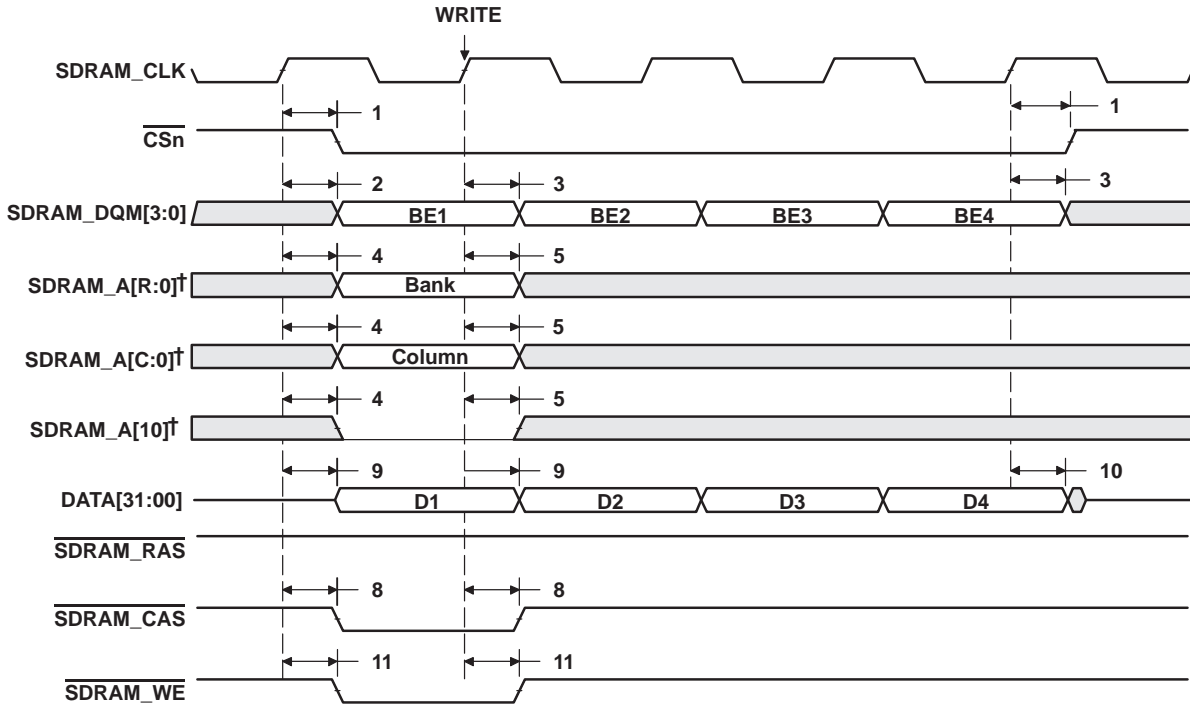 WRITE
SDRAM_CLK
1 1
CSn
2 3 3
SDRAM_DQM[3:0] BE1 BE2 BE3 BE4
4 5
SDRAM_A[R:0]† Bank
4 5
SDRAM_A[C:0]† Column
4 5
SDRAM_A[10]†
9 9 10
DATA[31:00] D1 D2 D3 D4
SDRAM_RAS
8 8
SDRAM_CAS
11 11
SDRAM_WE